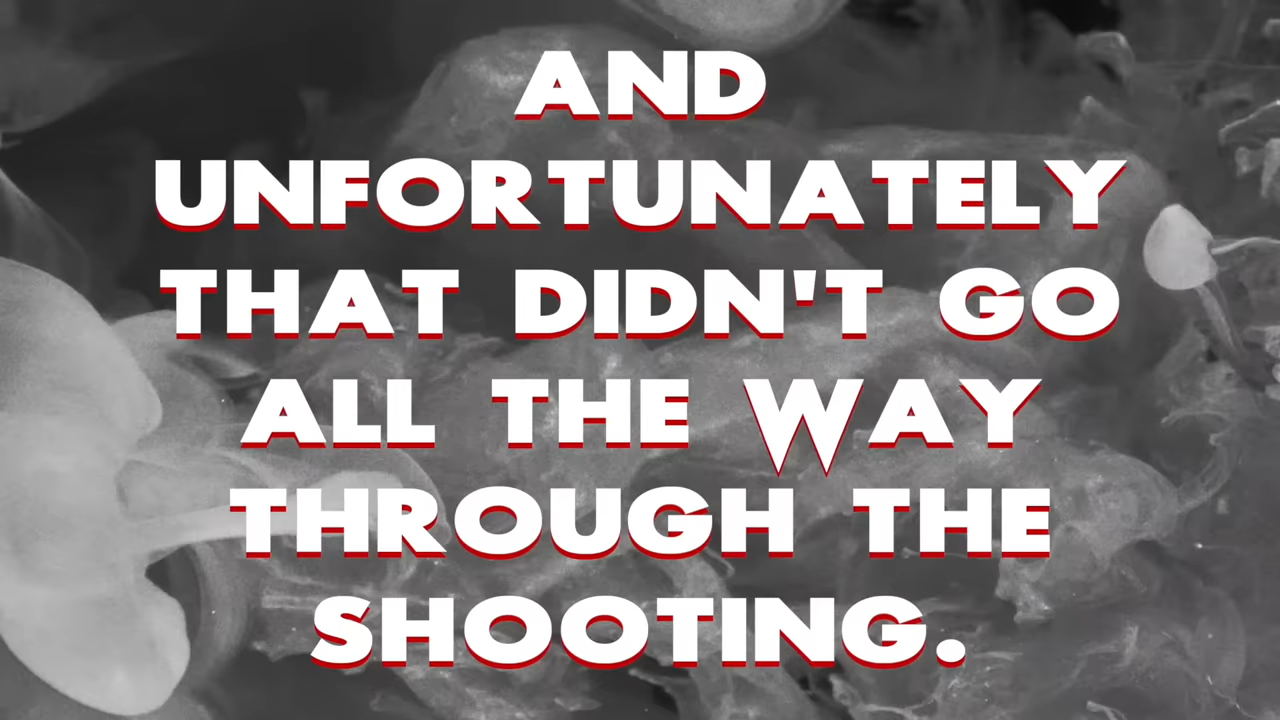 AND
UNFORTUNATELY
THAT DIDN'T GO
ALL THE WAY
THROUGH THE
SHOOTING.